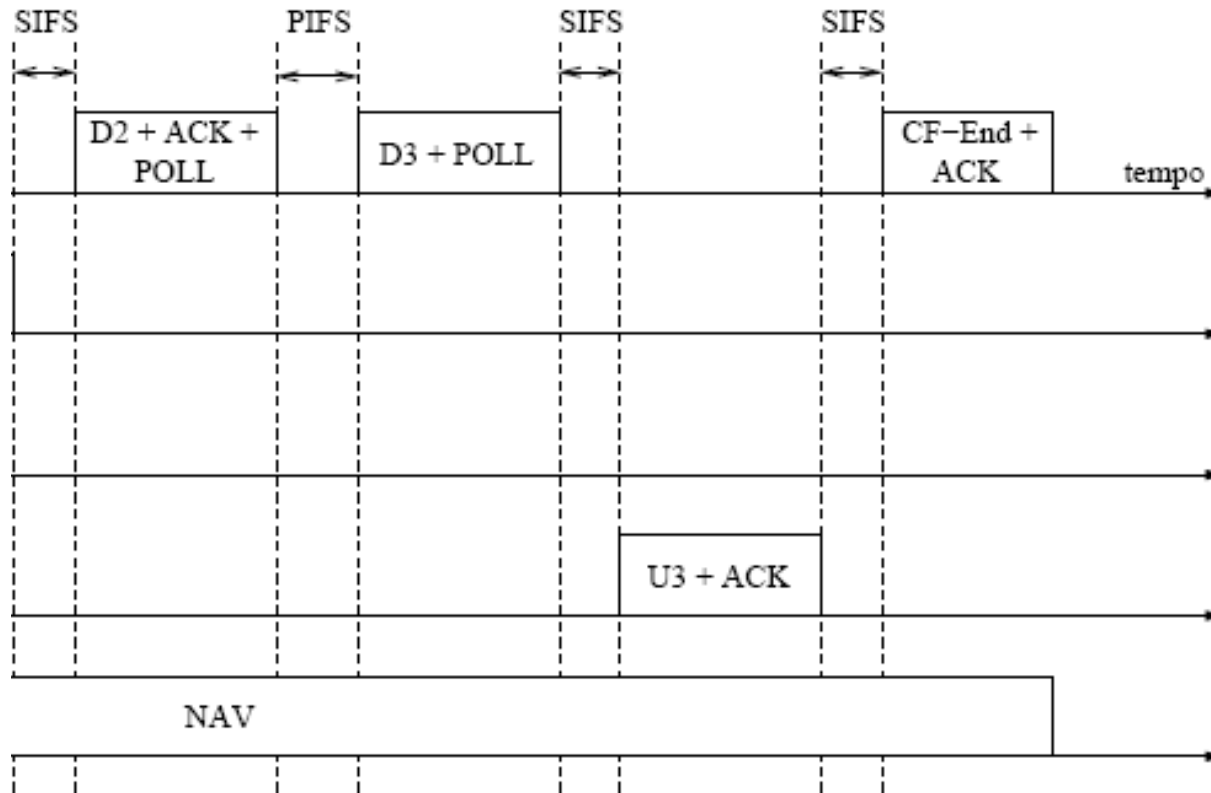 SIFS PIFS SIFS SIFS
D2 + ACK +
POLL
D3 + POLL
CF−End +
ACK
tempo
U3 + ACK
NAV